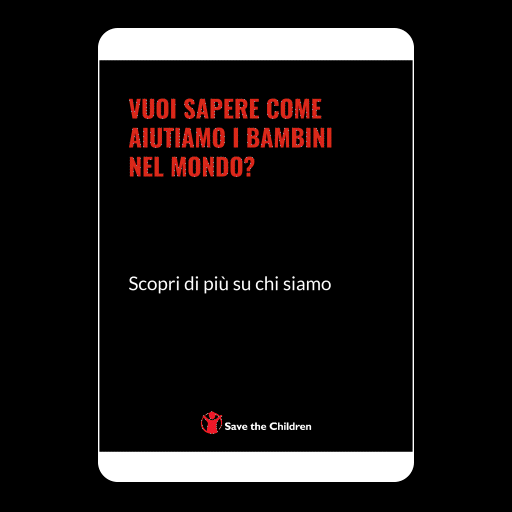 VUOI SAPERE COME
AIUTIAMO I BAMBINI
NEL MONDO?
Scopri di più su chi siamo
Save the Children